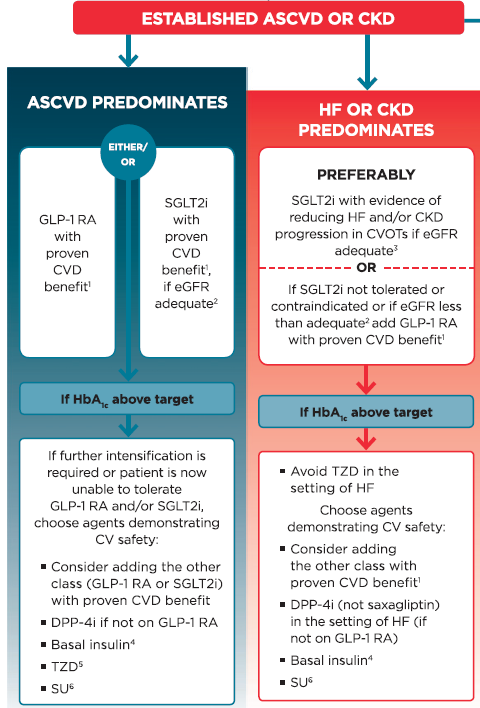 ESTABLISHED ASCVD OR CKD
ASCVD PREDOMINATES
EITHER/
OR
GLP-1 RA
with
proven
CVD
benefit¹
SGLT2i
with
proven
CVD
benefit¹,
if eGFR
adequate²
If HbA₁c above target
If further intensification is
required or patient is now
unable to tolerate
GLP-1 RA and/or SGLT2i,
choose agents demonstrating
CV safety:
▪ Consider adding the other
class (GLP-1 RA or SGLT2i)
with proven CVD benefit
▪ DPP-4i if not on GLP-1 RA
▪ Basal insulin⁴
▪ TZD⁵
▪ SU⁶
HF OR CKD
PREDOMINATES
PREFERABLY
SGLT2i with evidence of
reducing HF and/or CKD
progression in CVOTs if eGFR
adequate³
OR
If SGLT2i not tolerated or
contraindicated or if eGFR less
than adequate² add GLP-1 RA
with proven CVD benefit¹
If HbA₁c above target
▪ Avoid TZD in the
setting of HF
Choose agents
demonstrating CV safety:
▪ Consider adding
the other class with
proven CVD benefit¹
▪ DPP-4i (not saxagliptin)
in the setting of HF (if
not on GLP-1 RA)
▪ Basal insulin⁴
▪ SU⁶